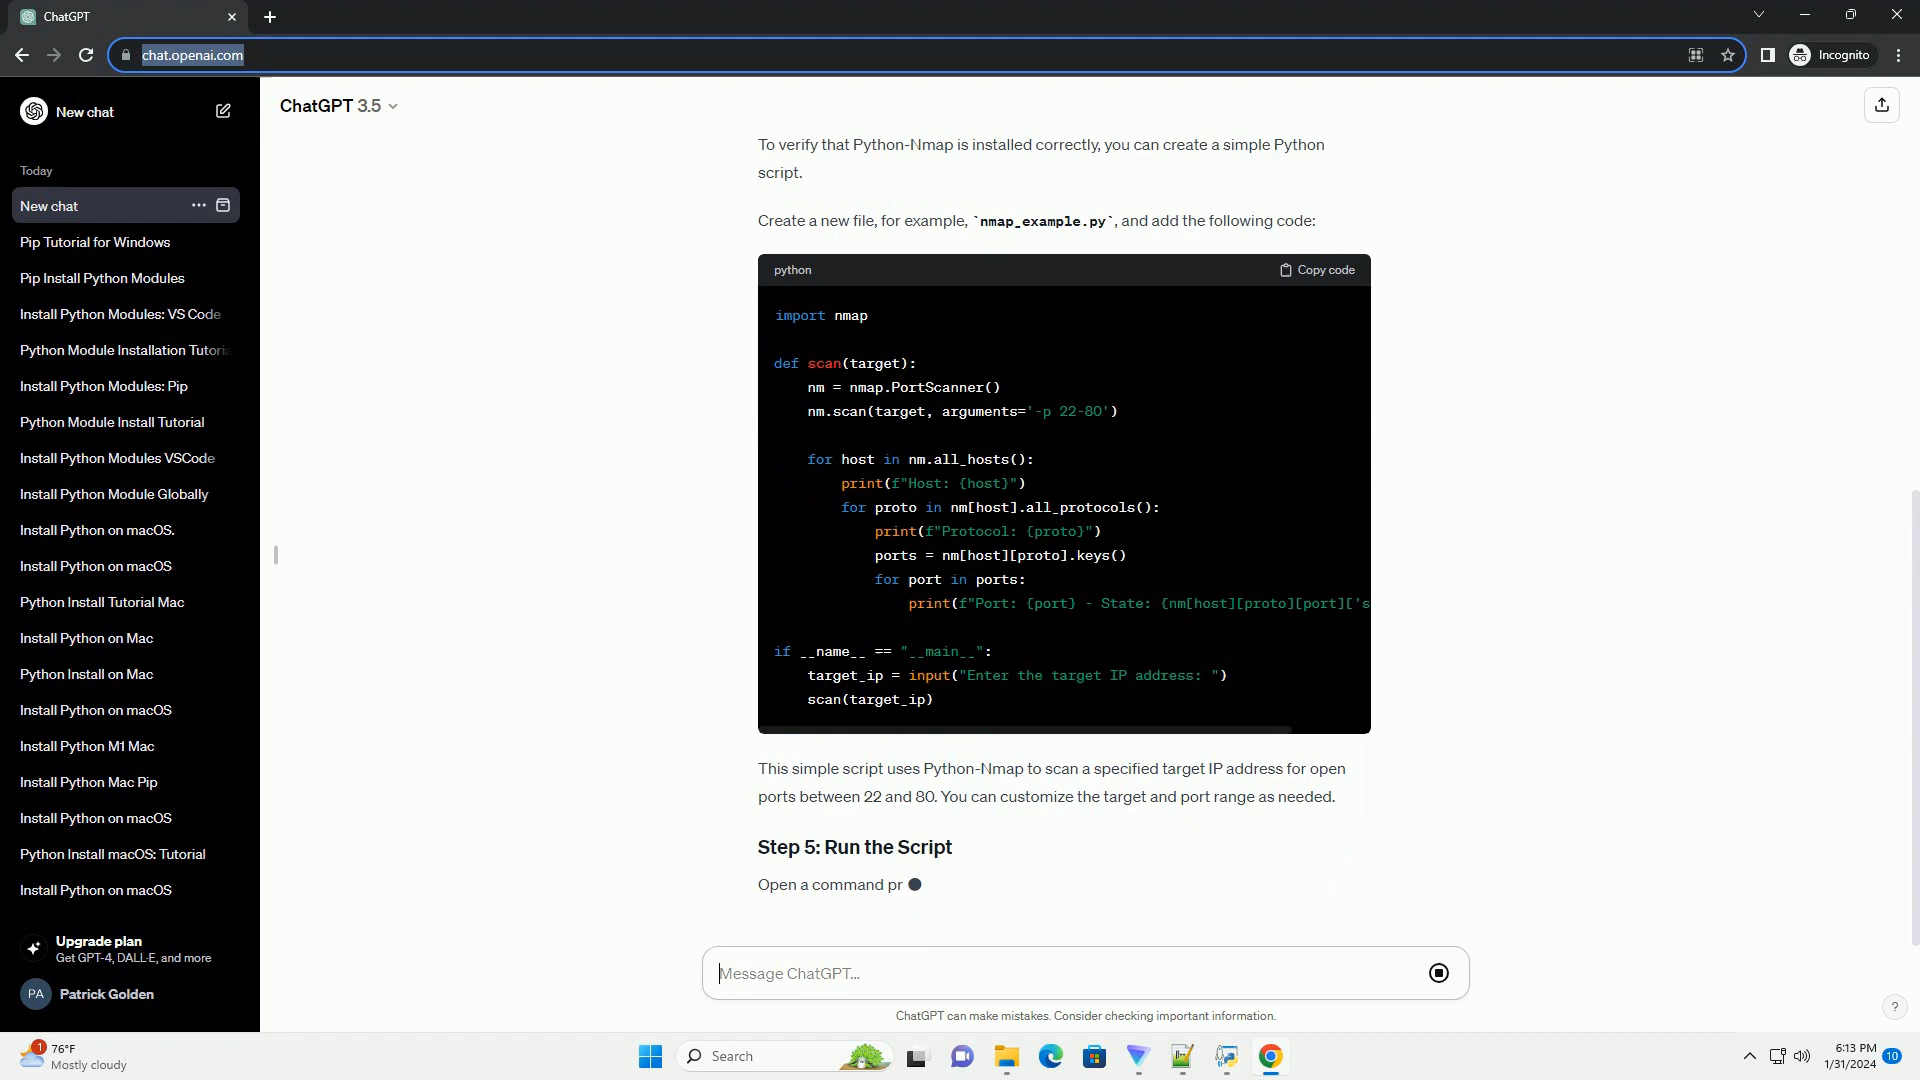 ChatGPT
chat.openai.com
Incognito
New chat
ChatGPT 3.5
Today
New chat
Pip Tutorial for Windows
Pip Install Python Modules
Install Python Modules: VS Code
Python Module Installation Tutoria
Install Python Modules: Pip
Python Module Install Tutorial
Install Python Modules VSCode
Install Python Module Globally
Install Python on macOS.
Install Python on macOS
Python Install Tutorial Mac
Install Python on Mac
Python Install on Mac
Install Python on macOS
Install Python M1 Mac
Install Python Mac Pip
Install Python on macOS
Python Install macOS: Tutorial
Install Python on macOS
Upgrade plan
Get GPT-4, DALL·E, and more
PA Patrick Golden
To verify that Python-Nmap is installed correctly, you can create a simple Python
script.
Create a new file, for example, `nmap_example.py`, and add the following code:
python Copy code
import nmap
def scan(target):
nm = nmap.PortScanner()
nm.scan(target, arguments='-p 22-80')
for host in nm.all_hosts():
print(f"Host: {host}")
for proto in nm[host].all_protocols():
print(f"Protocol: {proto}")
ports = nm[host][proto].keys()
for port in ports:
print(f"Port: {port} - State: {nm[host][proto][port]['s
if __name__ == "__main__":
target_ip = input("Enter the target IP address: ")
scan(target_ip)
This simple script uses Python-Nmap to scan a specified target IP address for open
ports between 22 and 80. You can customize the target and port range as needed.
Step 5: Run the Script
Open a command pr
Message ChatGPT...
ChatGPT can make mistakes. Consider checking important information.
?
1
76°F
Mostly cloudy
Search
6:13 PM
1/31/2024
10